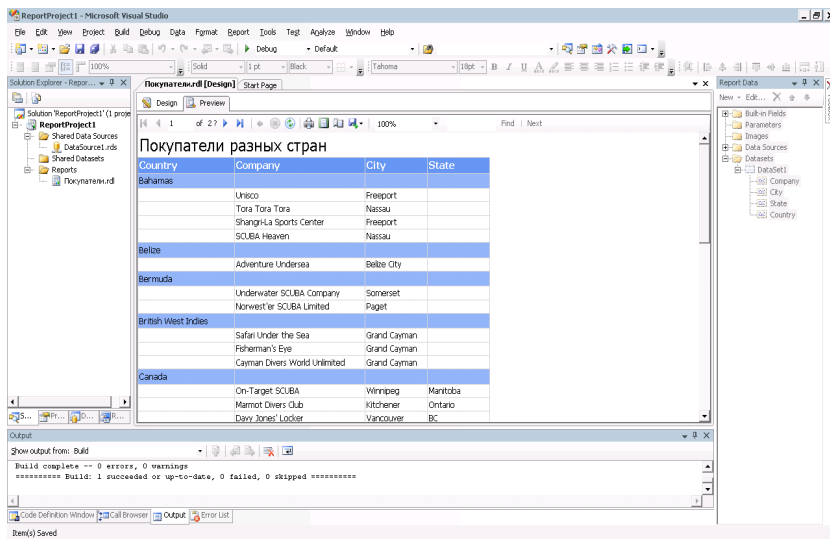 ReportProject1 - Microsoft Visual Studio
File Edit View Project Build Debug Data Format Report Tools Test Analyze Window Help
Debug Default
100% Solid 1 pt Black Tahoma 18pt B I U
Solution Explorer - Repor...
Solution 'ReportProject1' (1 proje
ReportProject1
Shared Data Sources
DataSource1.rds
Shared Datasets
Reports
Покупатели.rdl
S... Pr... D... R...
Покупатели.rdl [Design] Start Page
Design Preview
1 of 2? 100% Find | Next
Покупатели разных стран
Country Company City State
Bahamas
Unisco Freeport
Tora Tora Tora Nassau
Shangri-La Sports Center Freeport
SCUBA Heaven Nassau
Belize
Adventure Undersea Belize City
Bermuda
Underwater SCUBA Company Somerset
Norwest'er SCUBA Limited Paget
British West Indies
Safari Under the Sea Grand Cayman
Fisherman's Eye Grand Cayman
Cayman Divers World Unlimited Grand Cayman
Canada
On-Target SCUBA Winnipeg Manitoba
Marmot Divers Club Kitchener Ontario
Davy Jones' Locker Vancouver BC
Report Data
New Edit...
Built-in Fields
Parameters
Images
Data Sources
Datasets
DataSet1
Company
City
State
Country
Output
Show output from: Build
Build complete -- 0 errors, 0 warnings
========== Build: 1 succeeded or up-to-date, 0 failed, 0 skipped ==========
Code Definition Window Call Browser Output Error List
Item(s) Saved